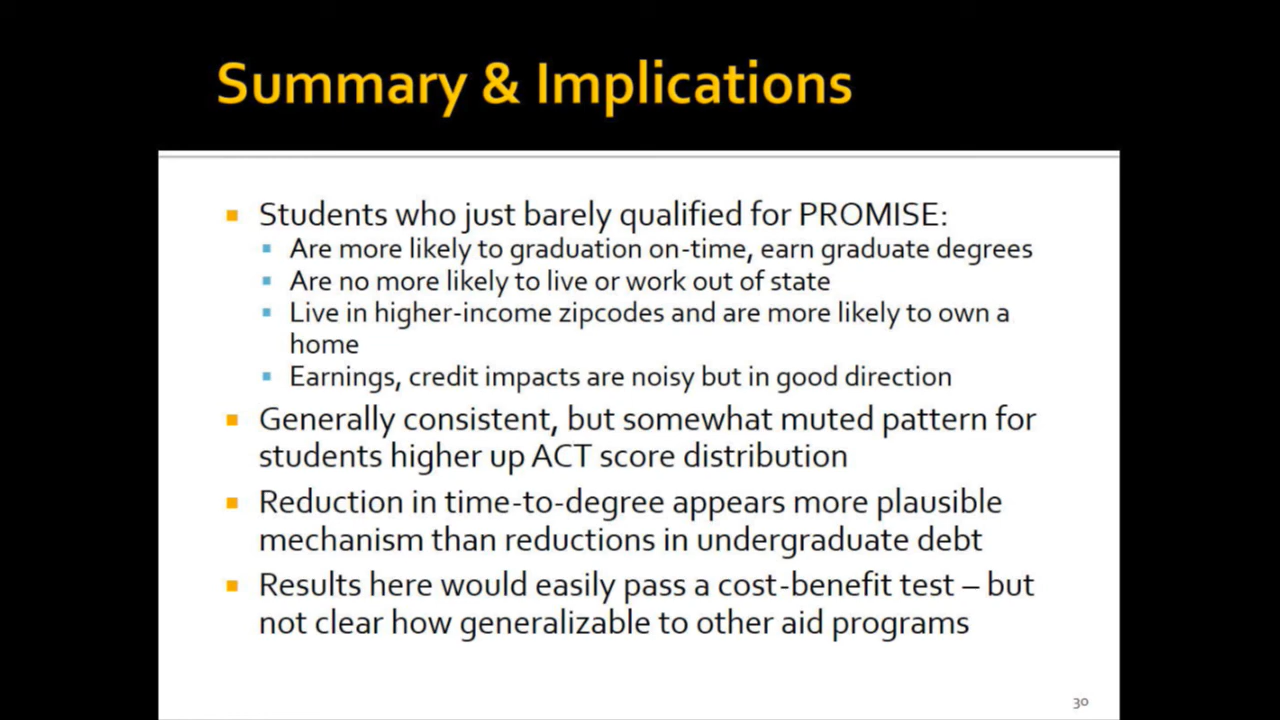 Summary & Implications
Students who just barely qualified for PROMISE:
Are more likely to graduation on-time, earn graduate degrees
Are no more likely to live or work out of state
Live in higher-income zipcodes and are more likely to own a
home
Earnings, credit impacts are noisy but in good direction
Generally consistent, but somewhat muted pattern for
students higher up ACT score distribution
Reduction in time-to-degree appears more plausible
mechanism than reductions in undergraduate debt
Results here would easily pass a cost-benefit test – but
not clear how generalizable to other aid programs
30